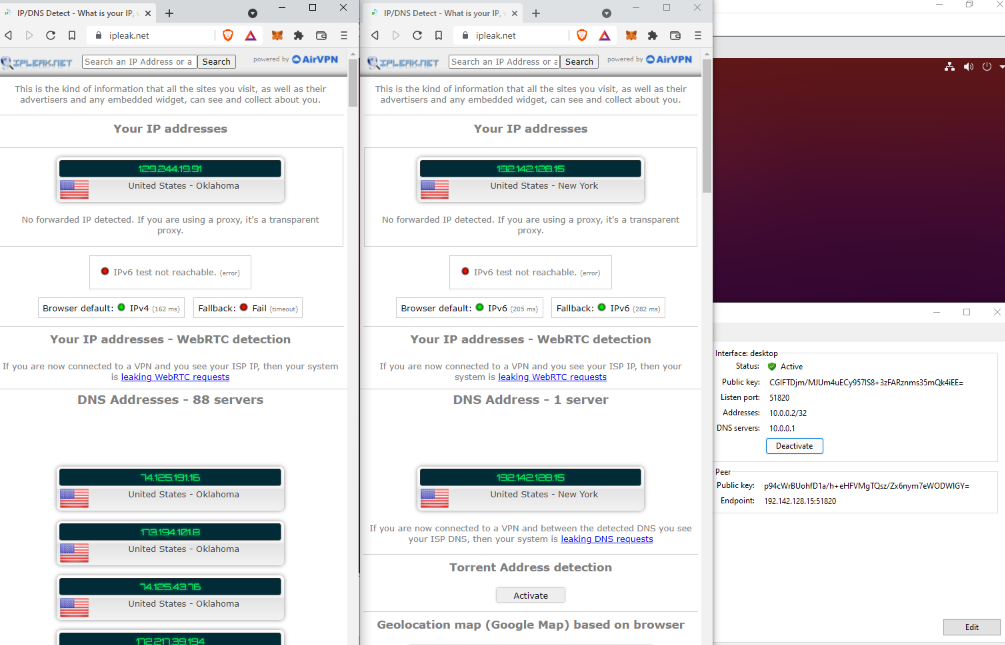 IP/DNS Detect - What is your IP,
ipleak.net
IPLEAK.NET
Search an IP Address or a
Search
powered by AirVPN
This is the kind of information that all the sites you visit, as well as their
advertisers and any embedded widget, can see and collect about you.
Your IP addresses
129.244.19.91
United States - Oklahoma
No forwarded IP detected. If you are using a proxy, it's a transparent
proxy.
IPv6 test not reachable. (error)
Browser default: IPv4 (162 ms)
Fallback: Fail (timeout)
Your IP addresses - WebRTC detection
If you are now connected to a VPN and you see your ISP IP, then your system
is leaking WebRTC requests
DNS Addresses - 88 servers
74.125.191.16
United States - Oklahoma
173.194.101.8
United States - Oklahoma
74.125.43.76
United States - Oklahoma
172.217.39.194
IP/DNS Detect - What is your IP,
ipleak.net
IPLEAK.NET
Search an IP Address or a
Search
powered by AirVPN
This is the kind of information that all the sites you visit, as well as their
advertisers and any embedded widget, can see and collect about you.
Your IP addresses
192.142.128.15
United States - New York
No forwarded IP detected. If you are using a proxy, it's a transparent
proxy.
IPv6 test not reachable. (error)
Browser default: IPv6 (205 ms)
Fallback: IPv6 (282 ms)
Your IP addresses - WebRTC detection
If you are now connected to a VPN and you see your ISP IP, then your
system is leaking WebRTC requests
DNS Address - 1 server
192.142.128.15
United States - New York
If you are now connected to a VPN and between the detected DNS you see
your ISP DNS, then your system is leaking DNS requests
Torrent Address detection
Activate
Geolocation map (Google Map) based on browser
Interface: desktop
Status: Active
Public key: CGiFTDjm/MJUm4uECy957lS8+3zFARznms35mQk4iEE=
Listen port: 51820
Addresses: 10.0.0.2/32
DNS servers: 10.0.0.1
Deactivate
Peer
Public key: p94cWrBUohfD1a/h+eHFVMgTQsz/Zx6nym7eWODWIGY=
Endpoint: 192.142.128.15:51820
Edit